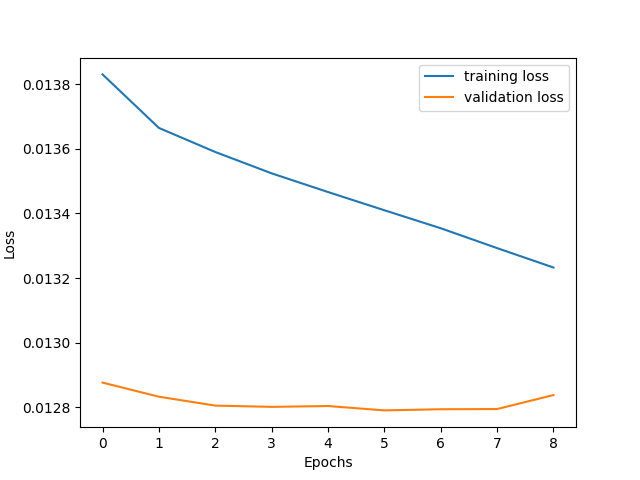 training loss
validation loss
0.0138
0.0136
0.0134
0.0132
0.0130
0.0128
Loss
0 1 2 3 4 5 6 7 8
Epochs